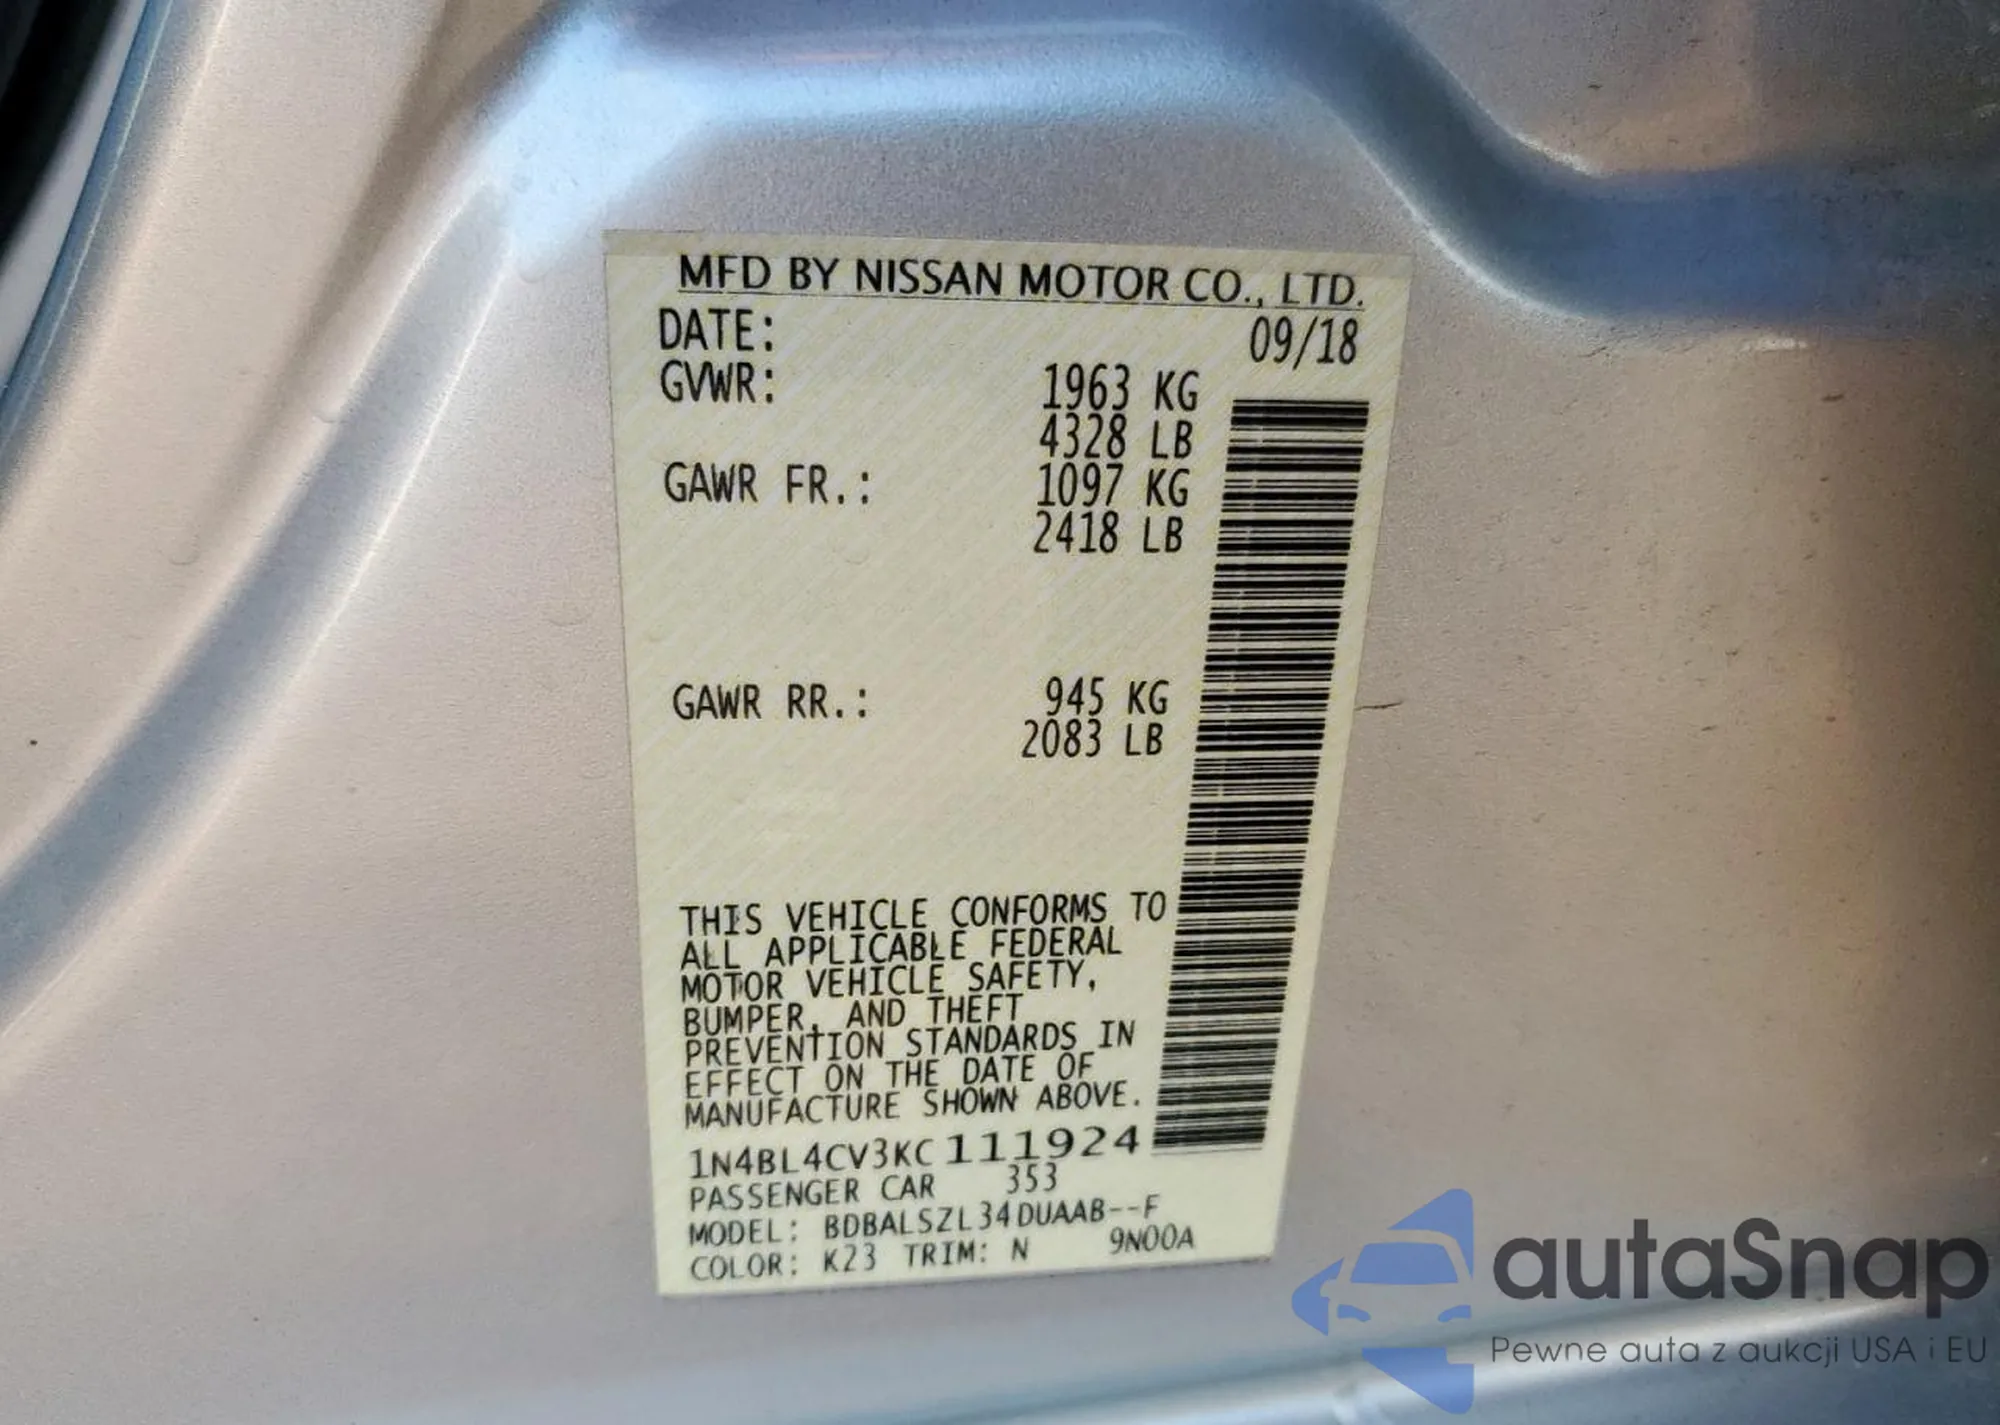 MFD BY NISSAN MOTOR CO., LTD.
DATE: 09/18
GVWR: 1963 KG
4328 LB
GAWR FR.: 1097 KG
2418 LB
GAWR RR.: 945 KG
2083 LB
THIS VEHICLE CONFORMS TO
ALL APPLICABLE FEDERAL
MOTOR VEHICLE SAFETY,
BUMPER, AND THEFT
PREVENTION STANDARDS IN
EFFECT ON THE DATE OF
MANUFACTURE SHOWN ABOVE.
1N4BL4CV3KC111924
PASSENGER CAR 353
MODEL: BDBALSZL34DUAAB--F
COLOR: K23 TRIM: N 9N00A
autaSnap
Pewne auta z aukcji USA i EU